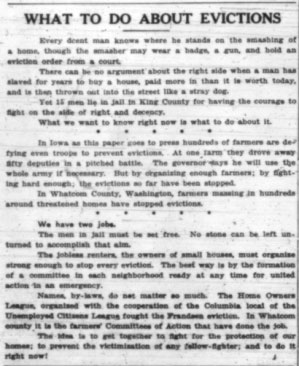 WHAT TO DO ABOUT EVICTIONS
Every dcent man knows where he stands on the smashing of
a home, though the smasher may wear a badge, a gun, and hold an
eviction order from a court.
There can be no argument about the right side when a man has
slaved for years to buy a house, paid more in than it is worth today,
and is then thrown out into the street like a stray dog.
Yet 15 men lie in jail in King County for having the courage to
fight on the side of right and decency.
What we want to know right now is what to do about it.
* * * * *
In Iowa as this paper goes to press hundreds of farmers are de-
fying even troops to prevent evictions. At one farm they drove away
fifty deputies in a pitched battle. The governor says he will use the
whole army if necessary. But by organising enough farmers; by fight-
ing hard enough; the evictions so far have been stopped.
In Whatcom County, Washington, farmers massing in hundreds
around threatened homes have stopped evictions.
* * * * *
We have two jobs.
The men in jail must be set free. No stone can be left un-
turned to accomplish that aim.
The jobless renters, the owners of small houses, must organize
strong enough to stop every eviction. The best way is by the formation
of a committee in each neighborhood ready at any time for united
action in an emergency.
Names, by-laws, do not matter so much. The Home Owners
League, organised with the cooperation of the Columbia local of the
Unemployed Citizens League fought the Frandsen eviction. In Whatcom
county it is the farmers' Committees of Action that have done the job.
The idea is to get together to fight for the protection of our
homes; to prevent the victimization of any fellow-fighter; and to do it
right now!